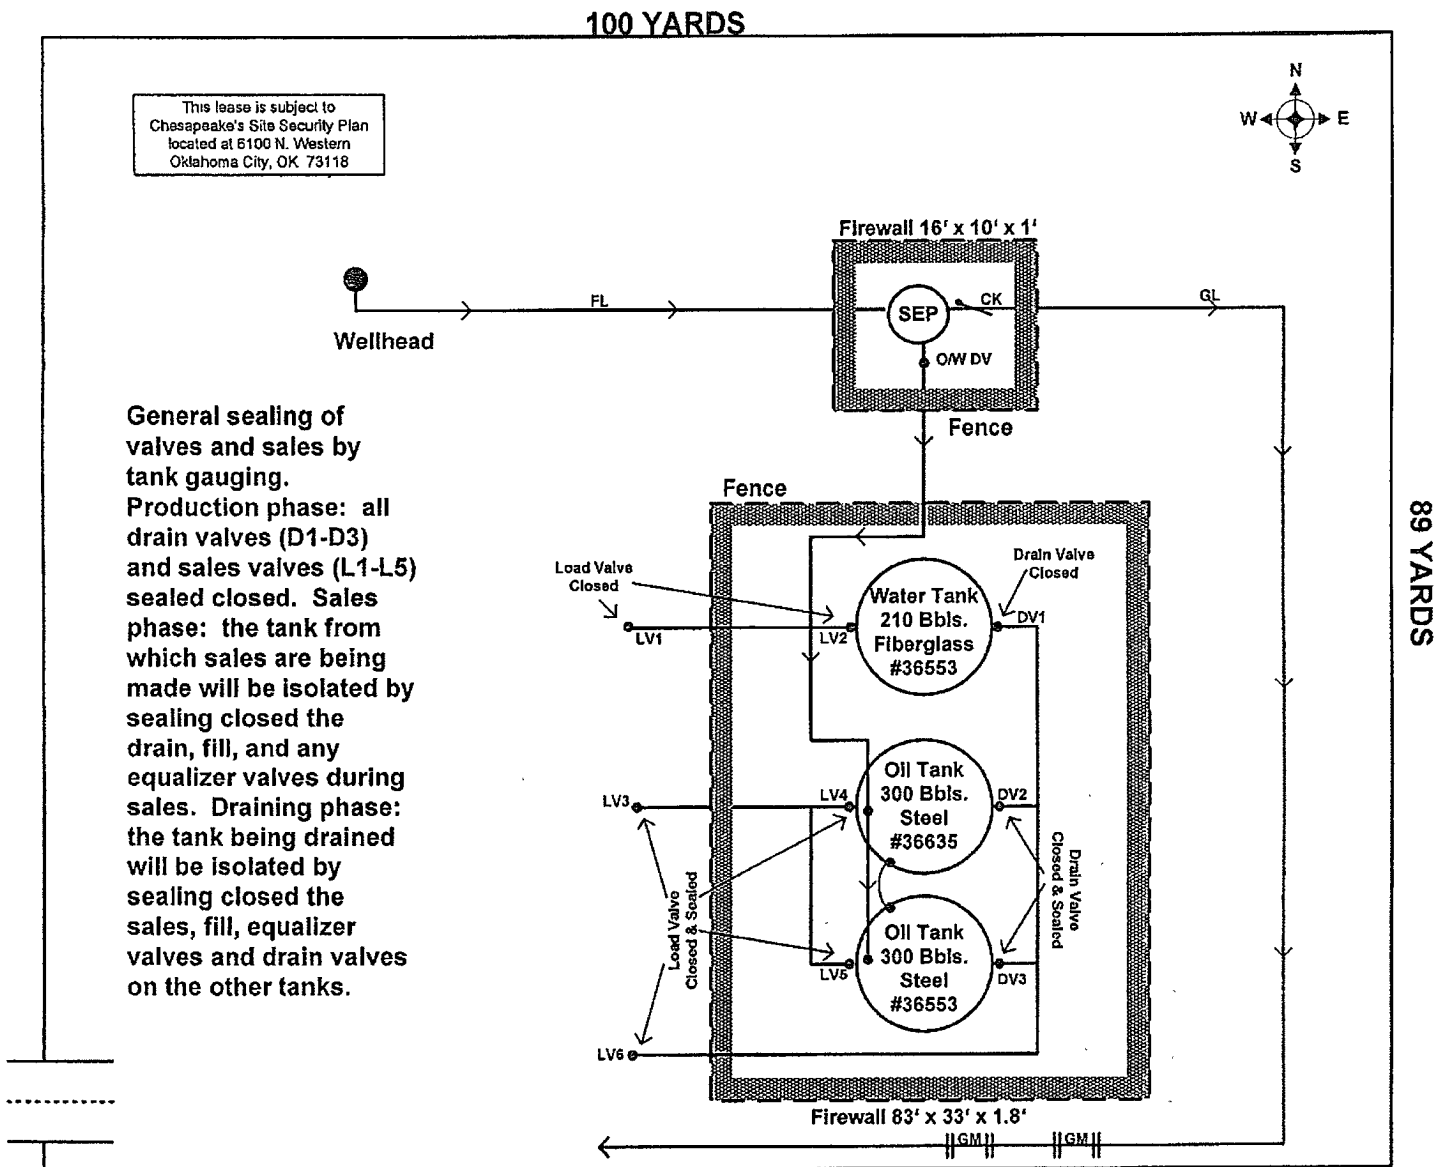 100 YARDS
This lease is subject to
Chesapeake's Site Security Plan
located at 6100 N. Western
Oklahoma City, OK 73118
N
W
E
S
Firewall 16' x 10' x 1'
FL
SEP
CK
GL
Wellhead
O/W DV
Fence
General sealing of
valves and sales by
tank gauging.
Production phase: all
drain valves (D1-D3)
and sales valves (L1-L5)
sealed closed. Sales
phase: the tank from
which sales are being
made will be isolated by
sealing closed the
drain, fill, and any
equalizer valves during
sales. Draining phase:
the tank being drained
will be isolated by
sealing closed the
sales, fill, equalizer
valves and drain valves
on the other tanks.
Fence
89 YARDS
Load Valve
Closed
Drain Valve
Closed
LV1
LV2
Water Tank
210 Bbls.
Fiberglass
#36553
DV1
LV3
LV4
Oil Tank
300 Bbls.
Steel
#36635
DV2
Load Valve
Closed & Sealed
Drain Valve
Closed & Sealed
LV5
Oil Tank
300 Bbls.
Steel
#36553
DV3
LV6
Firewall 83' x 33' x 1.8'
GM
GM